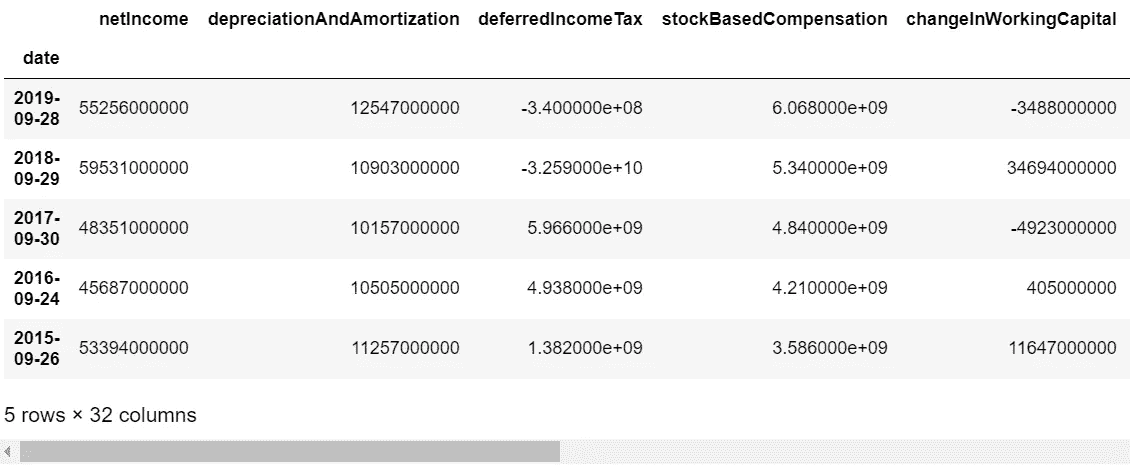 netIncome depreciationAndAmortization deferredIncomeTax stockBasedCompensation changeInWorkingCapital
date
2019-09-28 55256000000 12547000000 -3.400000e+08 6.068000e+09 -3488000000
2018-09-29 59531000000 10903000000 -3.259000e+10 5.340000e+09 34694000000
2017-09-30 48351000000 10157000000 5.966000e+09 4.840000e+09 -4923000000
2016-09-24 45687000000 10505000000 4.938000e+09 4.210000e+09 405000000
2015-09-26 53394000000 11257000000 1.382000e+09 3.586000e+09 11647000000
5 rows × 32 columns